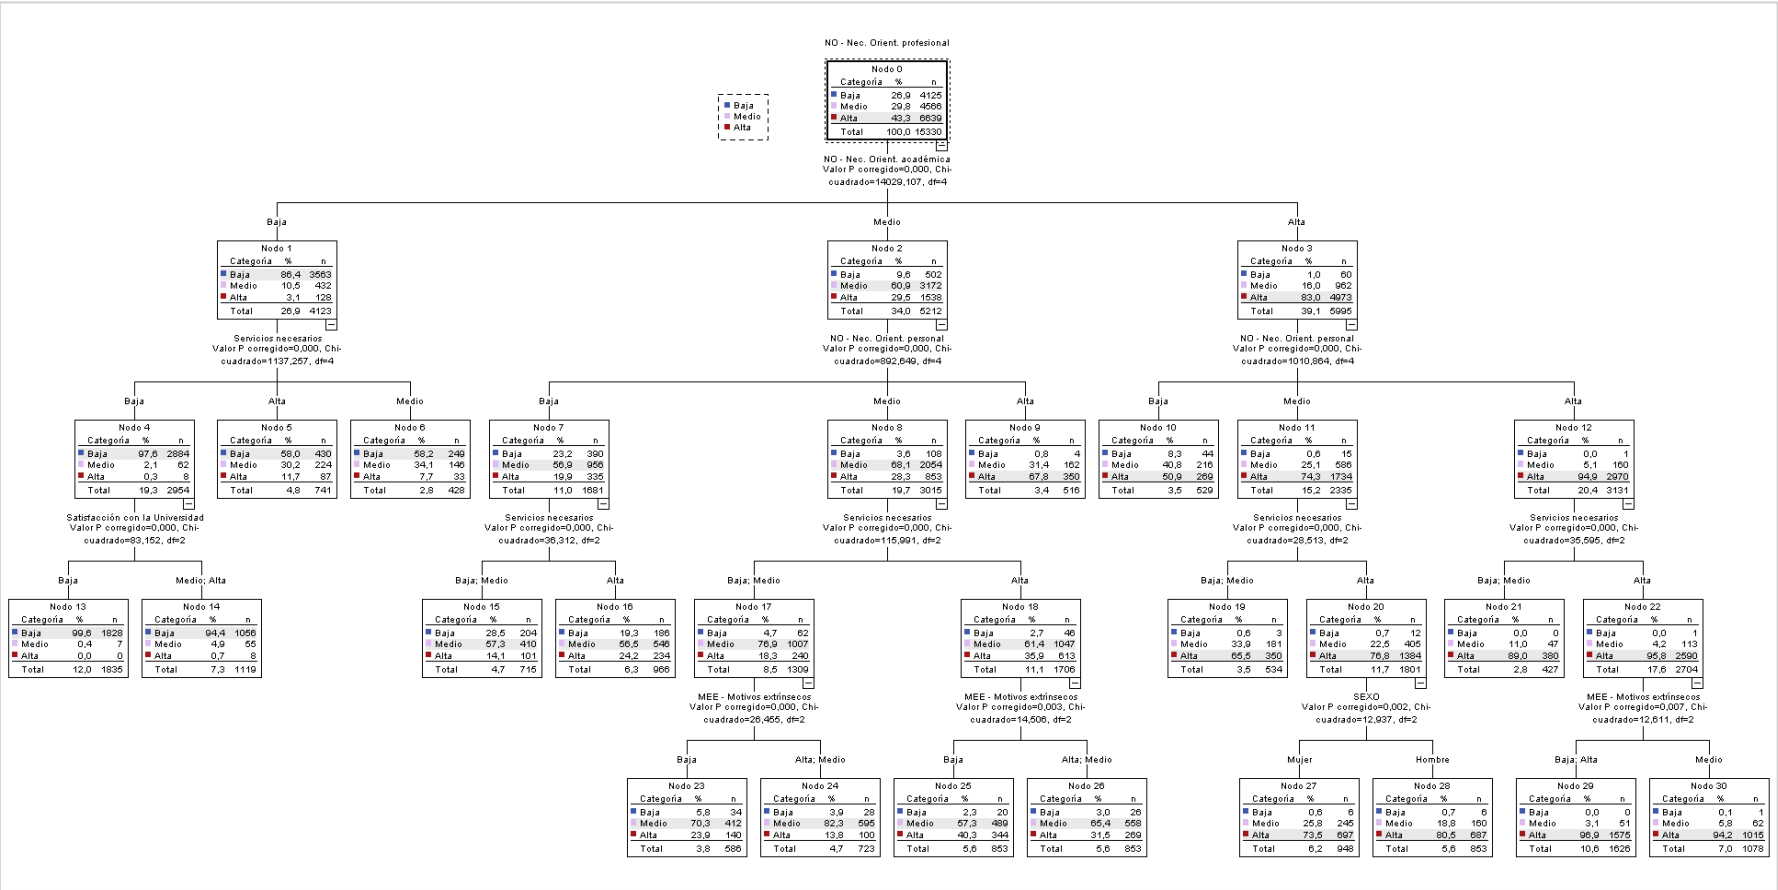 NO - Nec. Orient. profesional
Nodo 0
Categoría % n
Baja 26,9 4125
Medio 29,8 4566
Alta 43,3 6639
Total 100,0 15330
Baja
Medio
Alta
NO - Nec. Orient. académica
Valor P corregido=0,000, Chi-
cuadrado=14029,107, df=4
Baja
Medio
Alta
Nodo 1
Categoría % n
Baja 86,4 3563
Medio 10,5 432
Alta 3,1 128
Total 26,9 4123
Nodo 2
Categoría % n
Baja 9,6 502
Medio 60,9 3172
Alta 29,5 1538
Total 34,0 5212
Nodo 3
Categoría % n
Baja 1,0 60
Medio 16,0 962
Alta 83,0 4973
Total 39,1 5995
Servicios necesarios
Valor P corregido=0,000, Chi-
cuadrado=1137,257, df=4
NO - Nec. Orient. personal
Valor P corregido=0,000, Chi-
cuadrado=892,649, df=4
NO - Nec. Orient. personal
Valor P corregido=0,000, Chi-
cuadrado=1010,864, df=4
Baja
Alta
Medio
Baja
Medio
Alta
Baja
Medio
Alta
Nodo 4
Categoría % n
Baja 97,6 2884
Medio 2,1 62
Alta 0,3 8
Total 19,3 2954
Nodo 5
Categoría % n
Baja 58,0 430
Medio 30,2 224
Alta 11,7 87
Total 4,8 741
Nodo 6
Categoría % n
Baja 58,2 249
Medio 34,1 146
Alta 7,7 33
Total 2,8 428
Nodo 7
Categoría % n
Baja 23,2 390
Medio 56,9 956
Alta 19,9 335
Total 11,0 1681
Nodo 8
Categoría % n
Baja 3,6 108
Medio 68,1 2054
Alta 28,3 853
Total 19,7 3015
Nodo 9
Categoría % n
Baja 0,8 4
Medio 31,4 162
Alta 67,8 350
Total 3,4 516
Nodo 10
Categoría % n
Baja 8,3 44
Medio 40,8 216
Alta 50,9 269
Total 3,5 529
Nodo 11
Categoría % n
Baja 0,6 15
Medio 25,1 586
Alta 74,3 1734
Total 15,2 2335
Nodo 12
Categoría % n
Baja 0,0 1
Medio 5,1 160
Alta 94,9 2970
Total 20,4 3131
Satisfacción con la Universidad
Valor P corregido=0,000, Chi-
cuadrado=83,152, df=2
Servicios necesarios
Valor P corregido=0,000, Chi-
cuadrado=36,312, df=2
Servicios necesarios
Valor P corregido=0,000, Chi-
cuadrado=115,991, df=2
Servicios necesarios
Valor P corregido=0,000, Chi-
cuadrado=28,513, df=2
Servicios necesarios
Valor P corregido=0,000, Chi-
cuadrado=35,595, df=2
Baja
Medio; Alta
Baja; Medio
Alta
Baja; Medio
Alta
Baja; Medio
Alta
Baja; Medio
Alta
Nodo 13
Categoría % n
Baja 99,6 1828
Medio 0,4 7
Alta 0,0 0
Total 12,0 1835
Nodo 14
Categoría % n
Baja 94,4 1056
Medio 4,9 55
Alta 0,7 8
Total 7,3 1119
Nodo 15
Categoría % n
Baja 28,5 204
Medio 57,3 410
Alta 14,1 101
Total 4,7 715
Nodo 16
Categoría % n
Baja 19,3 186
Medio 56,5 546
Alta 24,2 234
Total 6,3 966
Nodo 17
Categoría % n
Baja 4,7 62
Medio 76,9 1007
Alta 18,3 240
Total 8,5 1309
Nodo 18
Categoría % n
Baja 2,7 46
Medio 61,4 1047
Alta 35,9 613
Total 11,1 1706
Nodo 19
Categoría % n
Baja 0,6 3
Medio 33,9 181
Alta 65,5 350
Total 3,5 534
Nodo 20
Categoría % n
Baja 0,7 12
Medio 22,5 405
Alta 76,8 1384
Total 11,7 1801
Nodo 21
Categoría % n
Baja 0,0 0
Medio 11,0 47
Alta 89,0 380
Total 2,8 427
Nodo 22
Categoría % n
Baja 0,0 1
Medio 4,2 113
Alta 95,8 2590
Total 17,6 2704
MEE - Motivos extrínsecos
Valor P corregido=0,000, Chi-
cuadrado=26,455, df=2
MEE - Motivos extrínsecos
Valor P corregido=0,003, Chi-
cuadrado=14,506, df=2
SEXO
Valor P corregido=0,002, Chi-
cuadrado=12,937, df=2
MEE - Motivos extrínsecos
Valor P corregido=0,007, Chi-
cuadrado=12,611, df=2
Baja
Alta; Medio
Baja
Alta; Medio
Mujer
Hombre
Baja; Alta
Medio
Nodo 23
Categoría % n
Baja 5,8 34
Medio 70,3 412
Alta 23,9 140
Total 3,8 586
Nodo 24
Categoría % n
Baja 3,9 28
Medio 82,3 595
Alta 13,8 100
Total 4,7 723
Nodo 25
Categoría % n
Baja 2,3 20
Medio 57,3 489
Alta 40,3 344
Total 5,6 853
Nodo 26
Categoría % n
Baja 3,0 26
Medio 65,4 558
Alta 31,5 269
Total 5,6 853
Nodo 27
Categoría % n
Baja 0,6 6
Medio 25,8 245
Alta 73,5 697
Total 6,2 948
Nodo 28
Categoría % n
Baja 0,7 6
Medio 18,8 160
Alta 80,5 687
Total 5,6 853
Nodo 29
Categoría % n
Baja 0,0 0
Medio 3,1 51
Alta 96,9 1575
Total 10,6 1626
Nodo 30
Categoría % n
Baja 0,1 1
Medio 5,8 62
Alta 94,2 1015
Total 7,0 1078